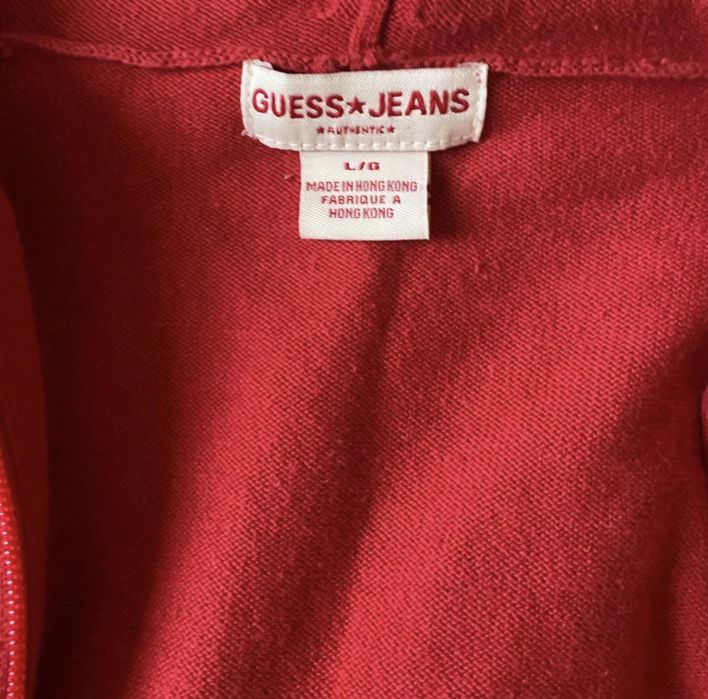 GUESS★JEANS
★AUTHENTIC★
L/G
MADE IN HONG KONG
FABRIQUE A
HONG KONG